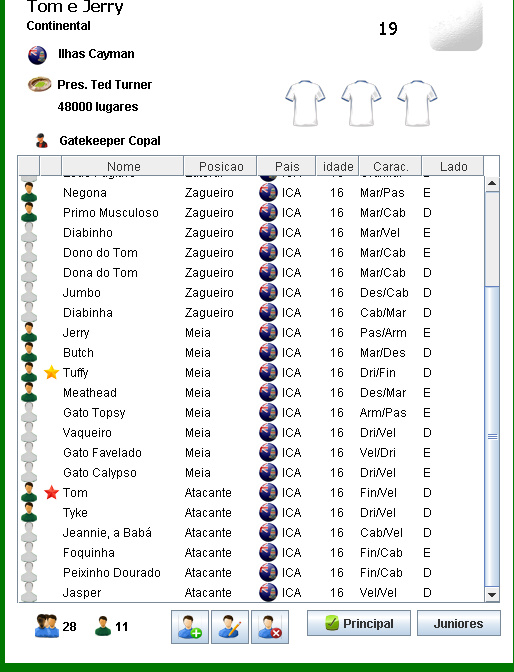 Tom e Jerry
Continental
19
Ilhas Cayman
Pres. Ted Turner
48000 lugares
Gatekeeper Copal
Nome Posicao Pais idade Carac. Lado
Negona Zagueiro ICA 16 Mar/Pas E
Primo Musculoso Zagueiro ICA 16 Mar/Cab D
Diabinho Zagueiro ICA 16 Mar/Vel E
Dono do Tom Zagueiro ICA 16 Mar/Cab E
Dona do Tom Zagueiro ICA 16 Mar/Cab D
Jumbo Zagueiro ICA 16 Des/Cab D
Diabinha Zagueiro ICA 16 Cab/Mar D
Jerry Meia ICA 16 Pas/Arm E
Butch Meia ICA 16 Mar/Des D
Tuffy Meia ICA 16 Dri/Fin D
Meathead Meia ICA 16 Des/Mar E
Gato Topsy Meia ICA 16 Arm/Pas E
Vaqueiro Meia ICA 16 Dri/Vel D
Gato Favelado Meia ICA 16 Vel/Dri E
Gato Calypso Meia ICA 16 Dri/Vel E
Tom Atacante ICA 16 Fin/Vel D
Tyke Atacante ICA 16 Dri/Vel D
Jeannie, a Babá Atacante ICA 16 Cab/Vel D
Foquinha Atacante ICA 16 Fin/Cab E
Peixinho Dourado Atacante ICA 16 Fin/Cab D
Jasper Atacante ICA 16 Vel/Vel D
28 11 Principal Juniores